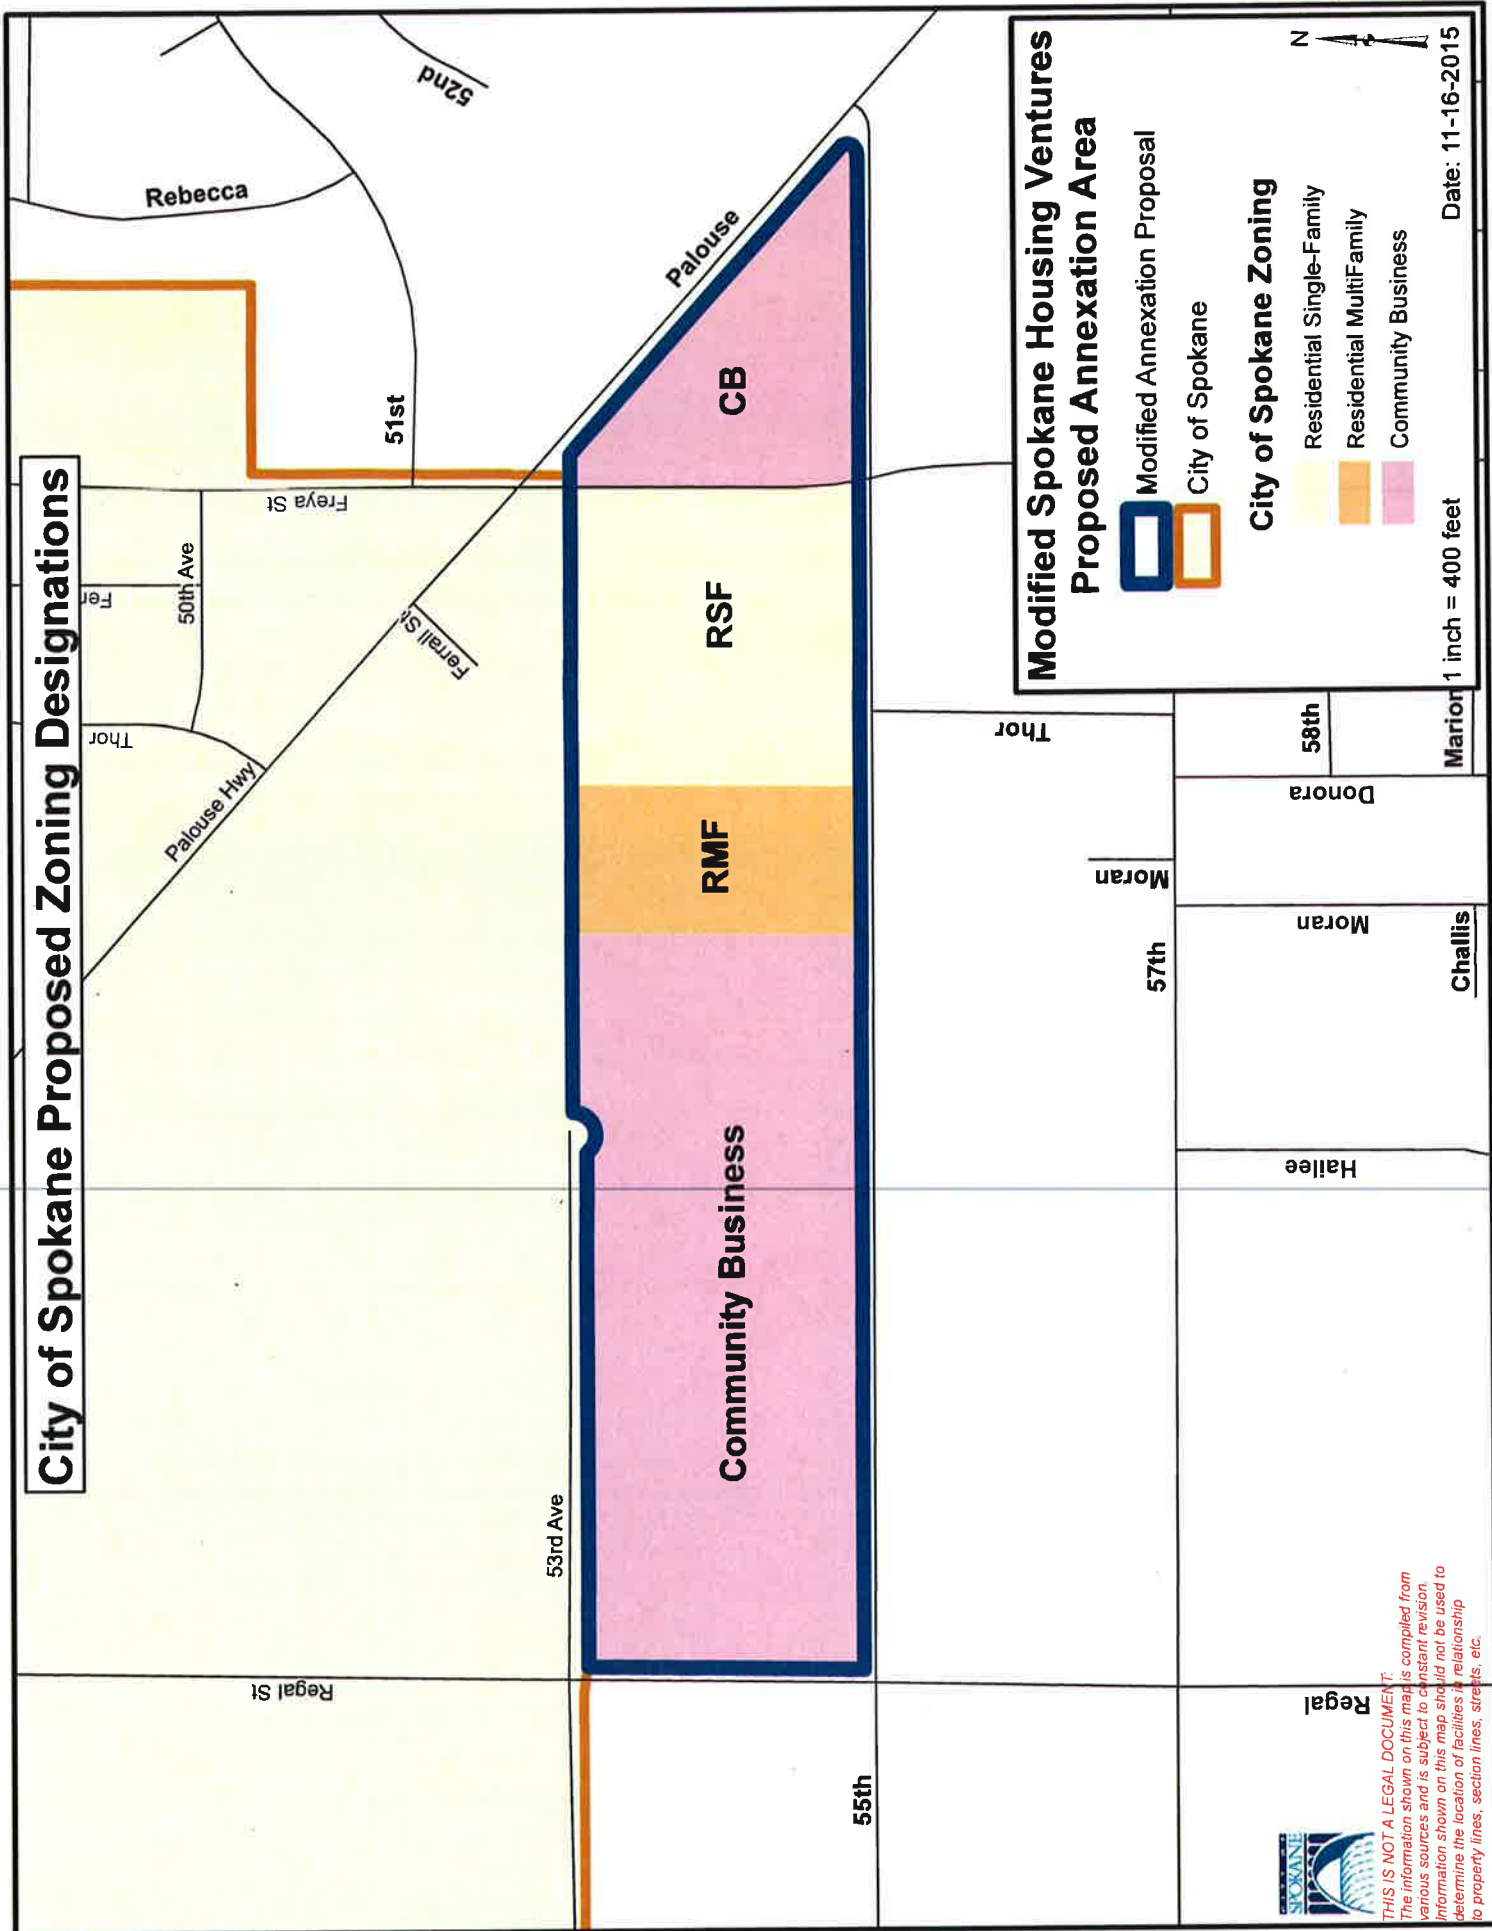 City of Spokane Proposed Zoning Designations
52nd
Rebecca
51st
Palouse
Freya St
50th Ave
Fer
Ferrall St
Thor
Palouse Hwy
53rd Ave
Regal St
CB
RSF
RMF
Community Business
55th
Thor
57th
Moran
Moran
Donora
58th
Marion
Challis
Hailee
Regal
Modified Spokane Housing Ventures
Proposed Annexation Area
Modified Annexation Proposal
City of Spokane
City of Spokane Zoning
Residential Single-Family
Residential MultiFamily
Community Business
N
1 inch = 400 feet
Date: 11-16-2015
SPOKANE
THIS IS NOT A LEGAL DOCUMENT:
The information shown on this map is compiled from
various sources and is subject to constant revision.
Information shown on this map should not be used to
determine the location of facilities in relationship
to property lines, section lines, streets, etc.